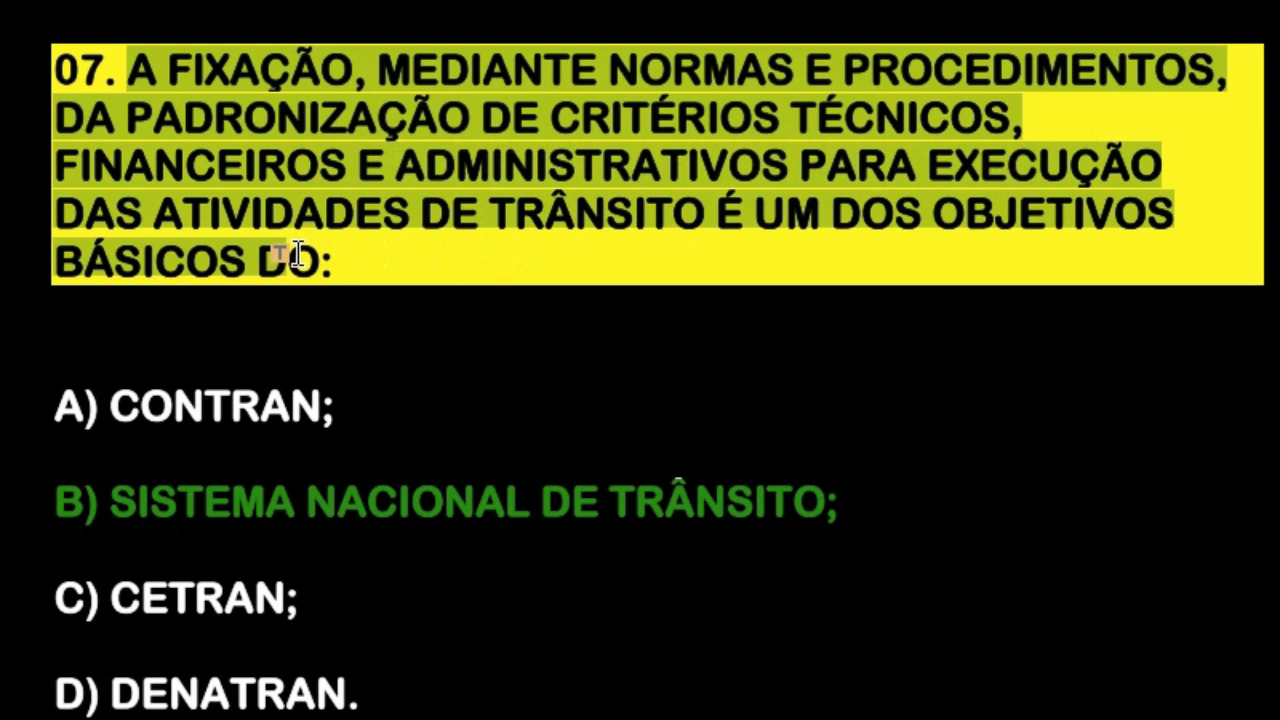 07. A FIXAÇÃO, MEDIANTE NORMAS E PROCEDIMENTOS,
DA PADRONIZAÇÃO DE CRITÉRIOS TÉCNICOS,
FINANCEIROS E ADMINISTRATIVOS PARA EXECUÇÃO
DAS ATIVIDADES DE TRÂNSITO É UM DOS OBJETIVOS
BÁSICOS DO:
A) CONTRAN;
B) SISTEMA NACIONAL DE TRÂNSITO;
C) CETRAN;
D) DENATRAN.